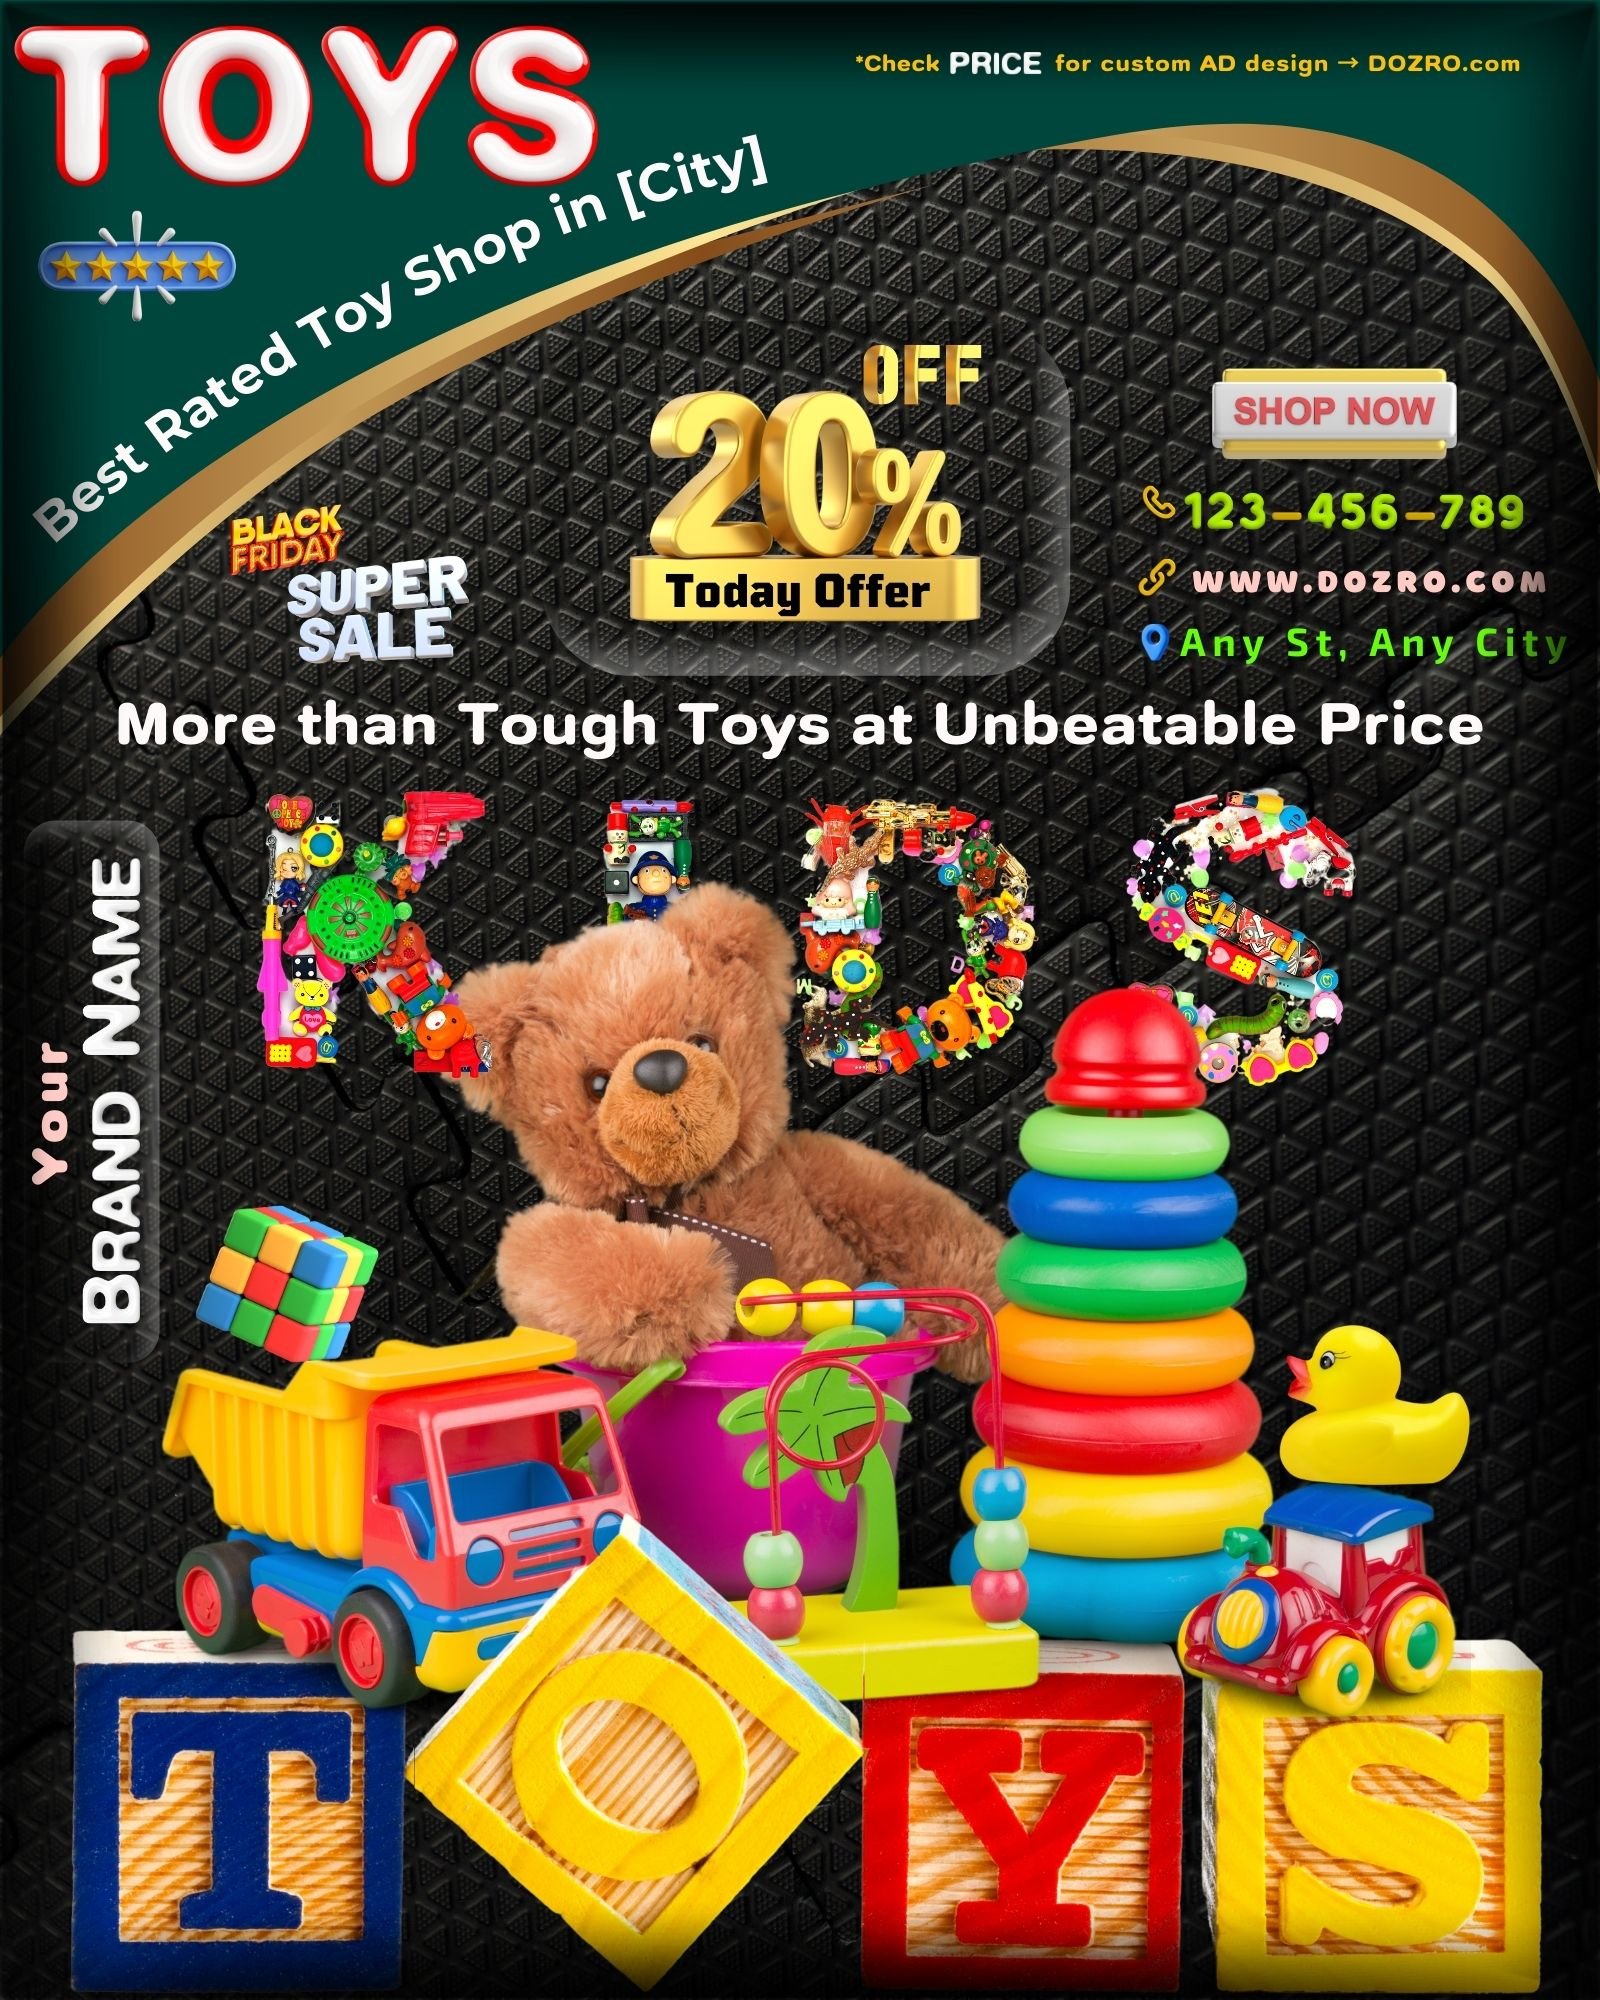 TOYS
*Check PRICE for custom AD design → DOZRO.com
Best Rated Toy Shop in [City]
20% OFF
Today Offer
SHOP NOW
123-456-789
WWW.DOZRO.COM
Any St, Any City
BLACK
FRIDAY
SUPER
SALE
More than Tough Toys at Unbeatable Price
KIDS
Your
BRAND NAME
TOYS